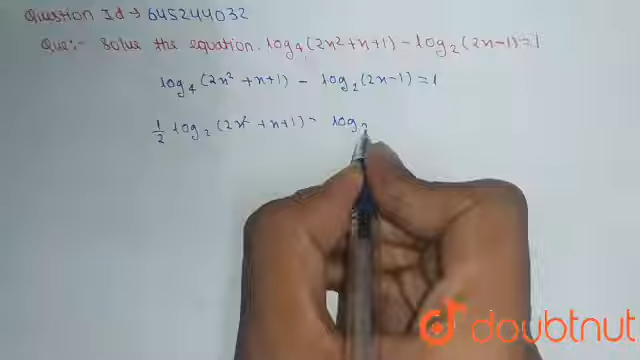 Question Id → 645244032
Que:- Solve the equation. log₄(2x²+x+1) - log₂(2x-1)=1
log₄(2x²+x+1) - log₂(2x-1)=1
1/2 log₂(2x²+x+1) - log₂
doubtnut